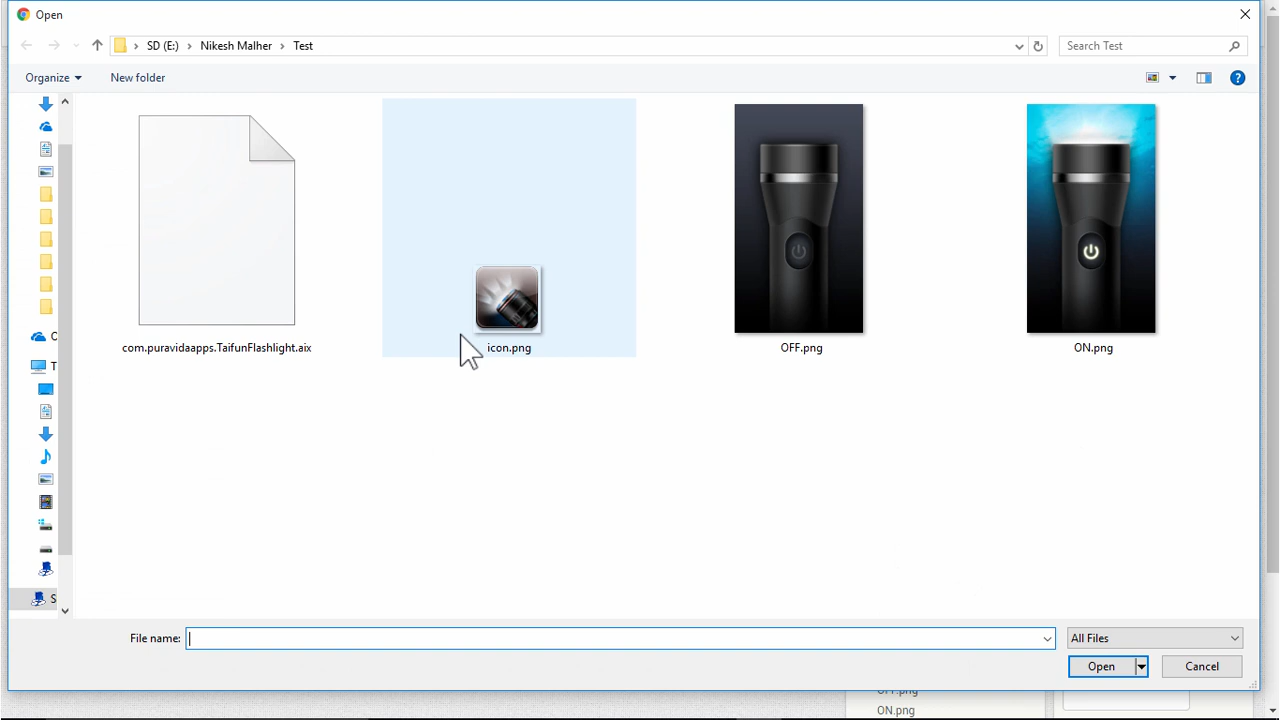 Open
SD (E:) > Nikesh Malher > Test
Search Test
Organize
New folder
com.puravidaapps.TaifunFlashlight.aix
icon.png
OFF.png
ON.png
File name:
All Files
Open
Cancel
ON.png